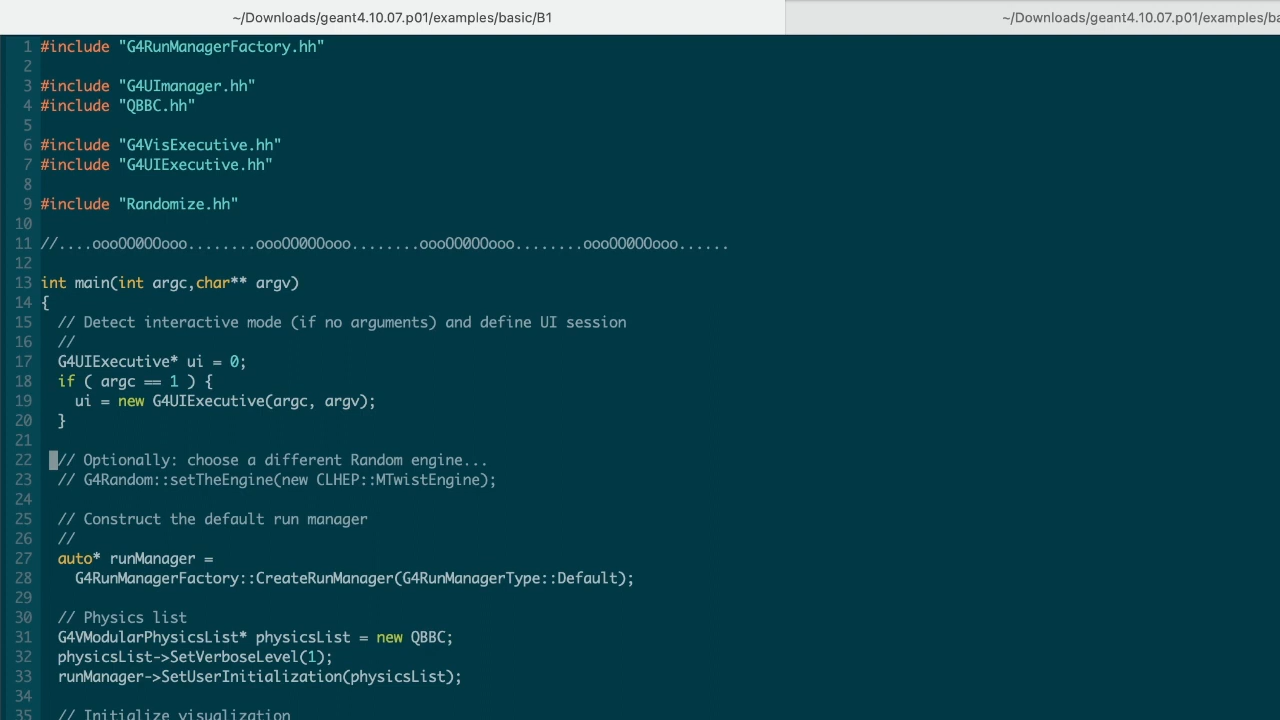 ~/Downloads/geant4.10.07.p01/examples/basic/B1
~/Downloads/geant4.10.07.p01/examples/ba
1 #include "G4RunManagerFactory.hh"
2
3 #include "G4UImanager.hh"
4 #include "QBBC.hh"
5
6 #include "G4VisExecutive.hh"
7 #include "G4UIExecutive.hh"
8
9 #include "Randomize.hh"
10
11 //....oooOO0OOooo........oooOO0OOooo........oooOO0OOooo........oooOO0OOooo......
12
13 int main(int argc,char** argv)
14 {
15   // Detect interactive mode (if no arguments) and define UI session
16   //
17   G4UIExecutive* ui = 0;
18   if ( argc == 1 ) {
19     ui = new G4UIExecutive(argc, argv);
20   }
21
22   // Optionally: choose a different Random engine...
23   // G4Random::setTheEngine(new CLHEP::MTwistEngine);
24
25   // Construct the default run manager
26   //
27   auto* runManager =
28     G4RunManagerFactory::CreateRunManager(G4RunManagerType::Default);
29
30   // Physics list
31   G4VModularPhysicsList* physicsList = new QBBC;
32   physicsList->SetVerboseLevel(1);
33   runManager->SetUserInitialization(physicsList);
34
35   // Initialize visualization